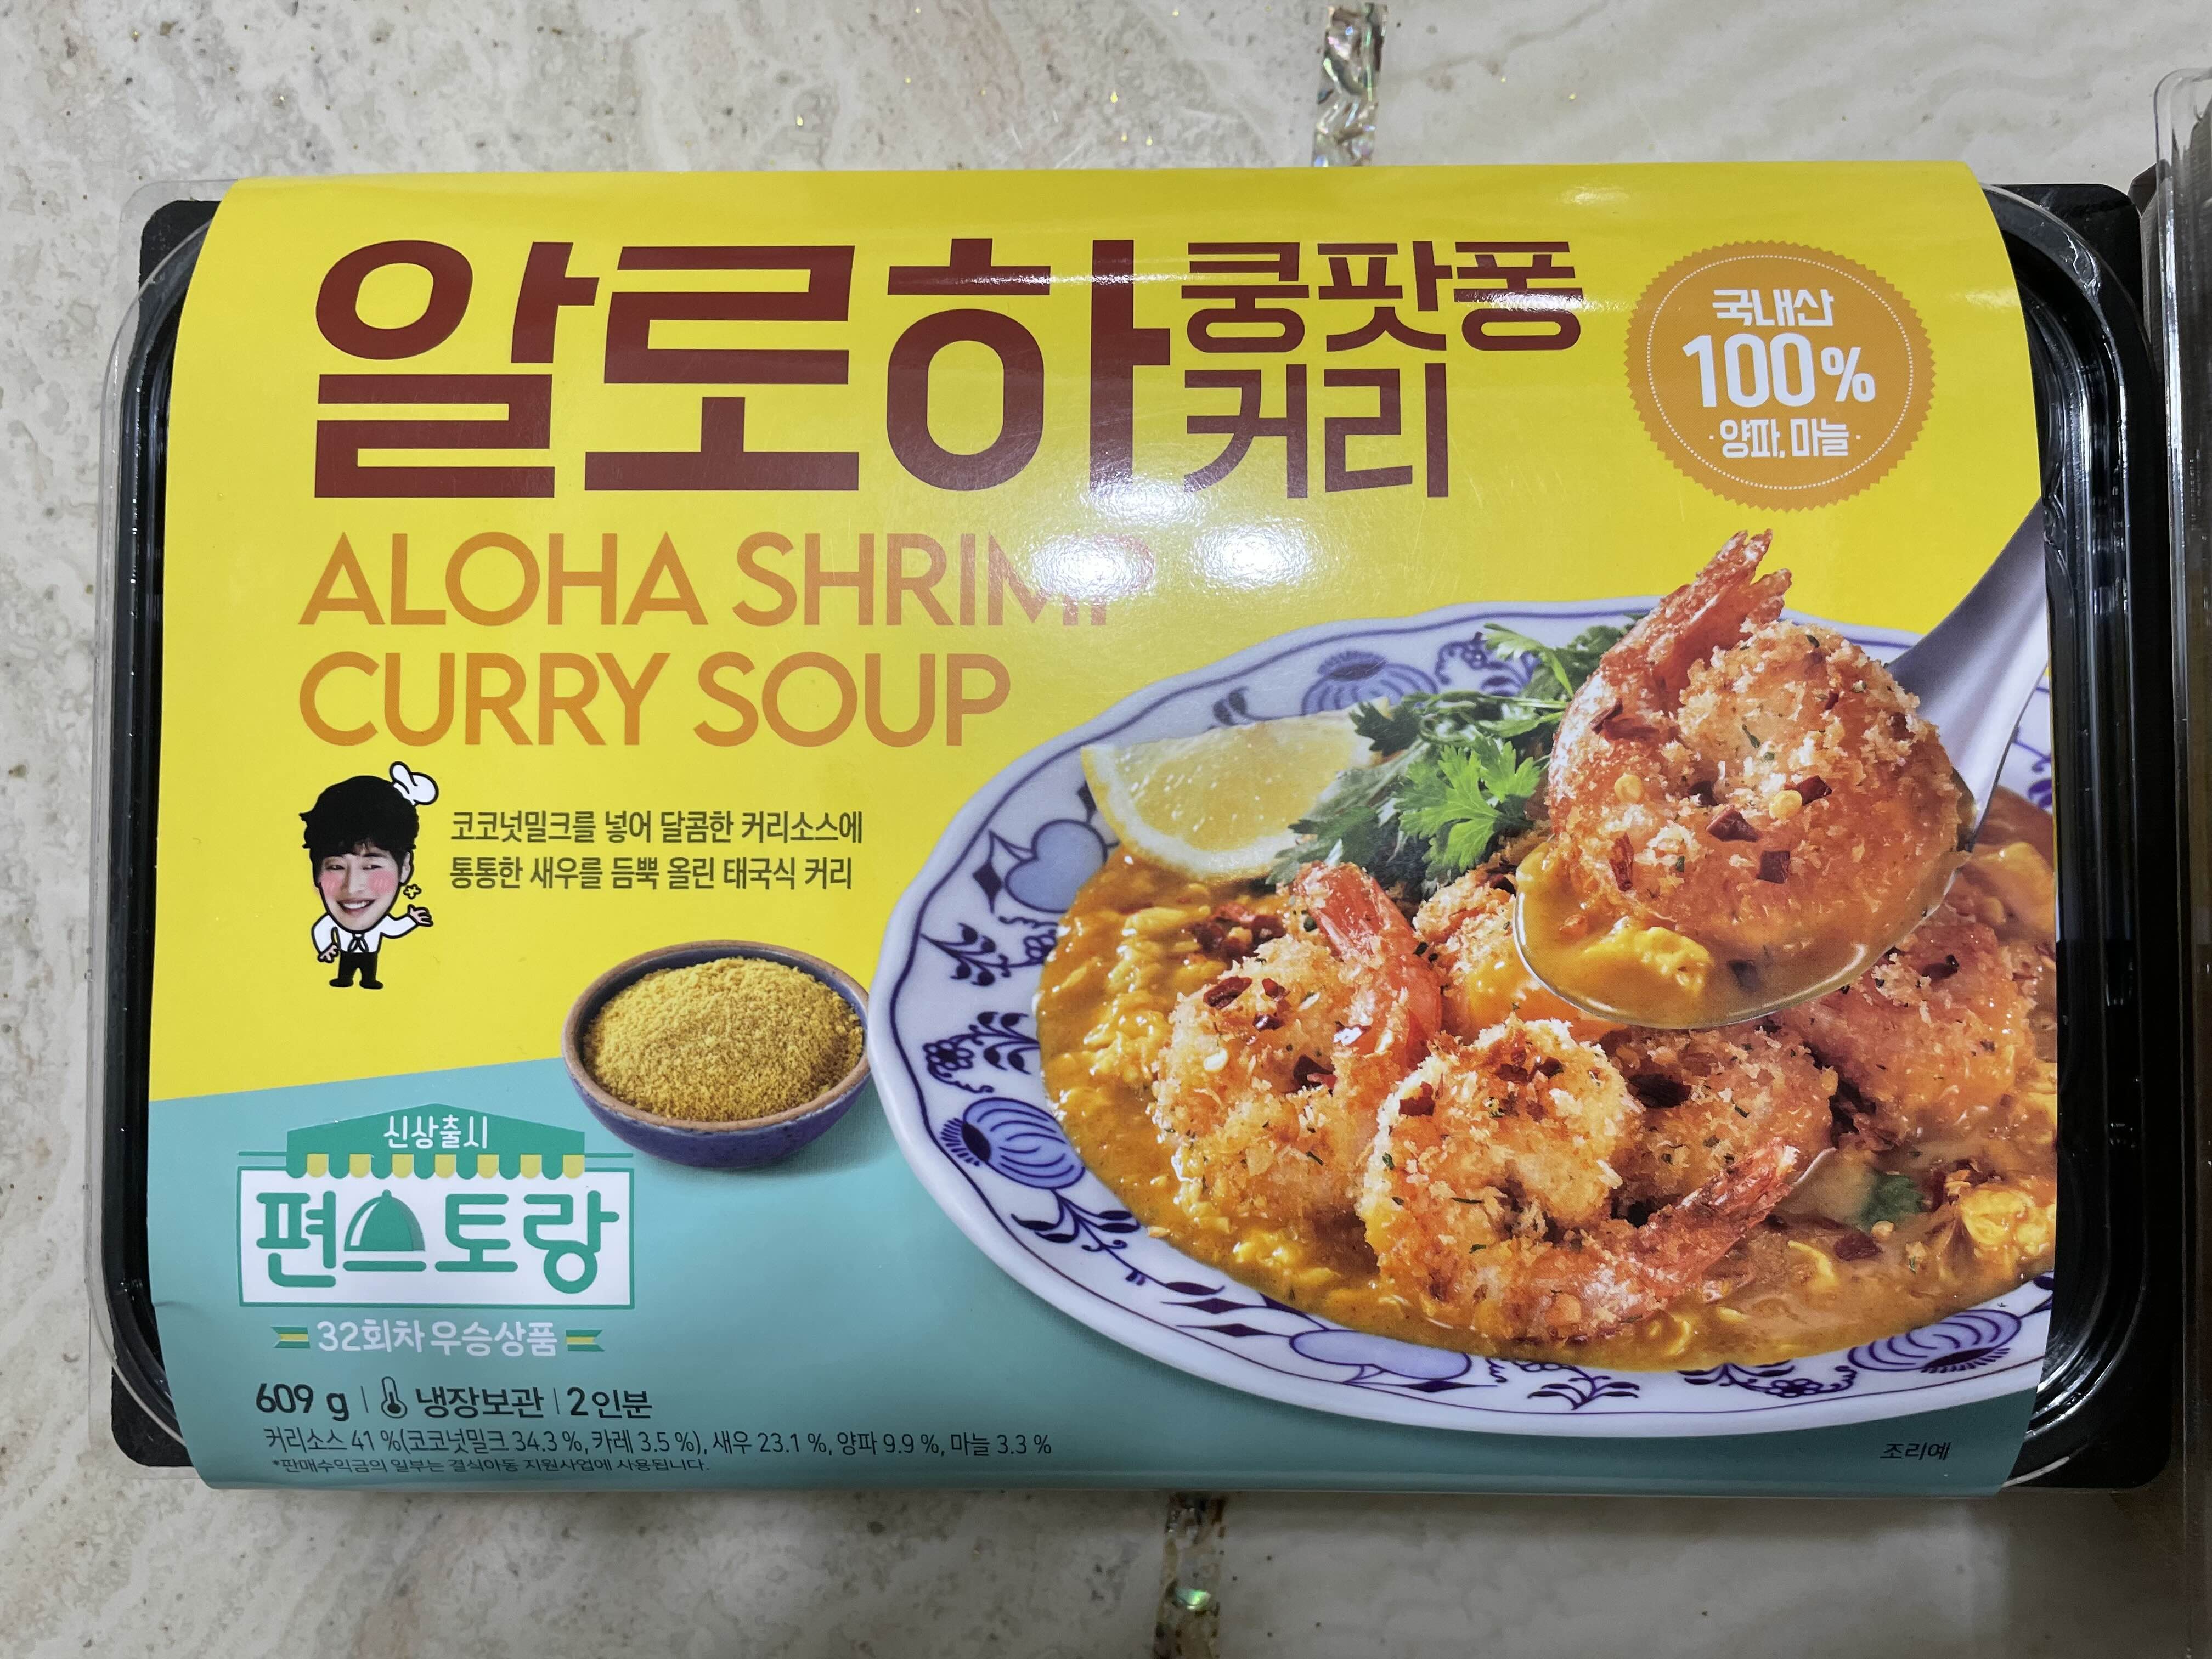 알로하 쿵팟퐁
커리
국내산
100%
·양파, 마늘·
ALOHA SHRIMP
CURRY SOUP
코코넛밀크를 넣어 달콤한 커리소스에
통통한 새우를 듬뿍 올린 태국식 커리
신상출시
편스토랑
32회차 우승상품
609 g | 냉장보관 | 2인분
커리소스 41 %(코코넛밀크 34.3 %, 카레 3.5 %), 새우 23.1 %, 양파 9.9 %, 마늘 3.3 %
*판매수익금의 일부는 결식아동 지원사업에 사용됩니다.
조리예